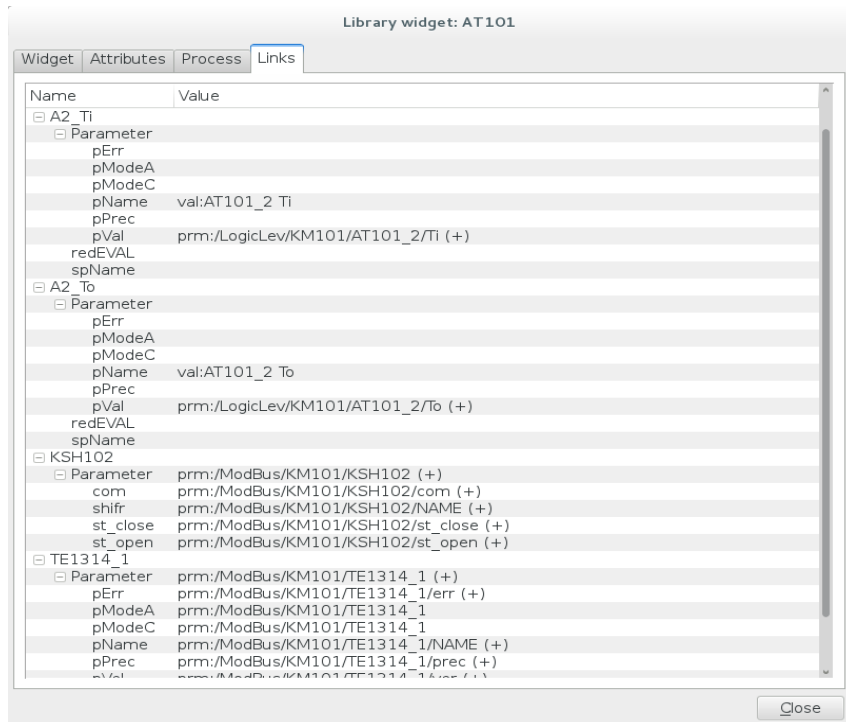 Library widget: AT101
Widget Attributes Process Links
Name Value
A2_Ti
Parameter
pErr
pModeA
pModeC
pName val:AT101_2 Ti
pPrec
pVal prm:/LogicLev/KM101/AT101_2/Ti (+)
redEVAL
spName
A2_To
Parameter
pErr
pModeA
pModeC
pName val:AT101_2 To
pPrec
pVal prm:/LogicLev/KM101/AT101_2/To (+)
redEVAL
spName
KSH102
Parameter prm:/ModBus/KM101/KSH102 (+)
com prm:/ModBus/KM101/KSH102/com (+)
shifr prm:/ModBus/KM101/KSH102/NAME (+)
st_close prm:/ModBus/KM101/KSH102/st_close (+)
st_open prm:/ModBus/KM101/KSH102/st_open (+)
TE1314_1
Parameter prm:/ModBus/KM101/TE1314_1 (+)
pErr prm:/ModBus/KM101/TE1314_1/err (+)
pModeA prm:/ModBus/KM101/TE1314_1
pModeC prm:/ModBus/KM101/TE1314_1
pName prm:/ModBus/KM101/TE1314_1/NAME (+)
pPrec prm:/ModBus/KM101/TE1314_1/prec (+)
Close